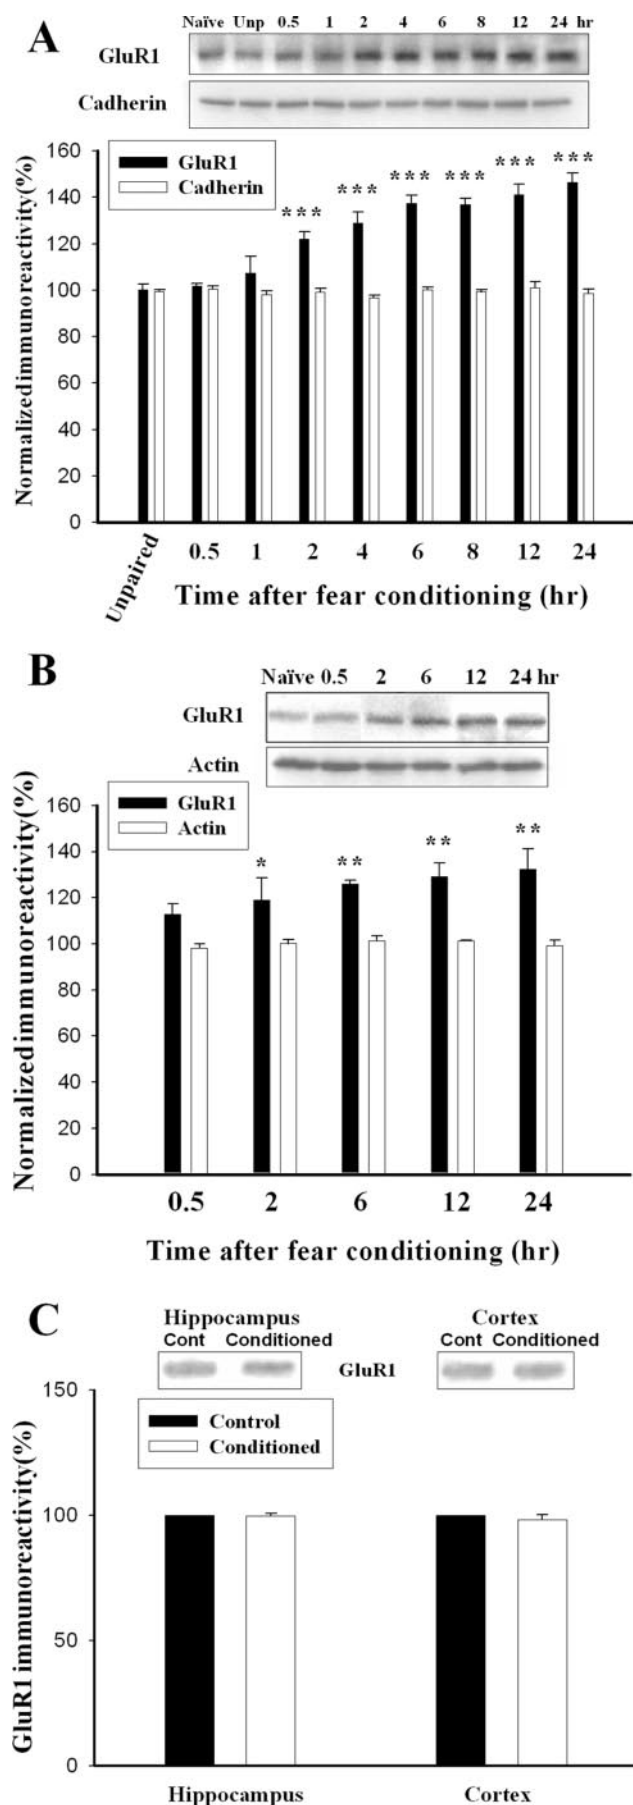 A
Naïve Unp 0.5 1 2 4 6 8 12 24 hr
GluR1
Cadherin
Normalized immunoreactivity(%)
160
140
120
100
80
60
40
20
0
GluR1
Cadherin
*** *** *** *** *** ***
Unpaired 0.5 1 2 4 6 8 12 24
Time after fear conditioning (hr)
B
Naïve 0.5 2 6 12 24 hr
GluR1
Actin
Normalized immunoreactivity(%)
160
140
120
100
80
60
40
20
0
GluR1
Actin
* ** ** **
0.5 2 6 12 24
Time after fear conditioning (hr)
C
Hippocampus Cortex
Cont Conditioned Cont Conditioned
GluR1
GluR1 immunoreactivity(%)
150
100
50
0
Control
Conditioned
Hippocampus Cortex